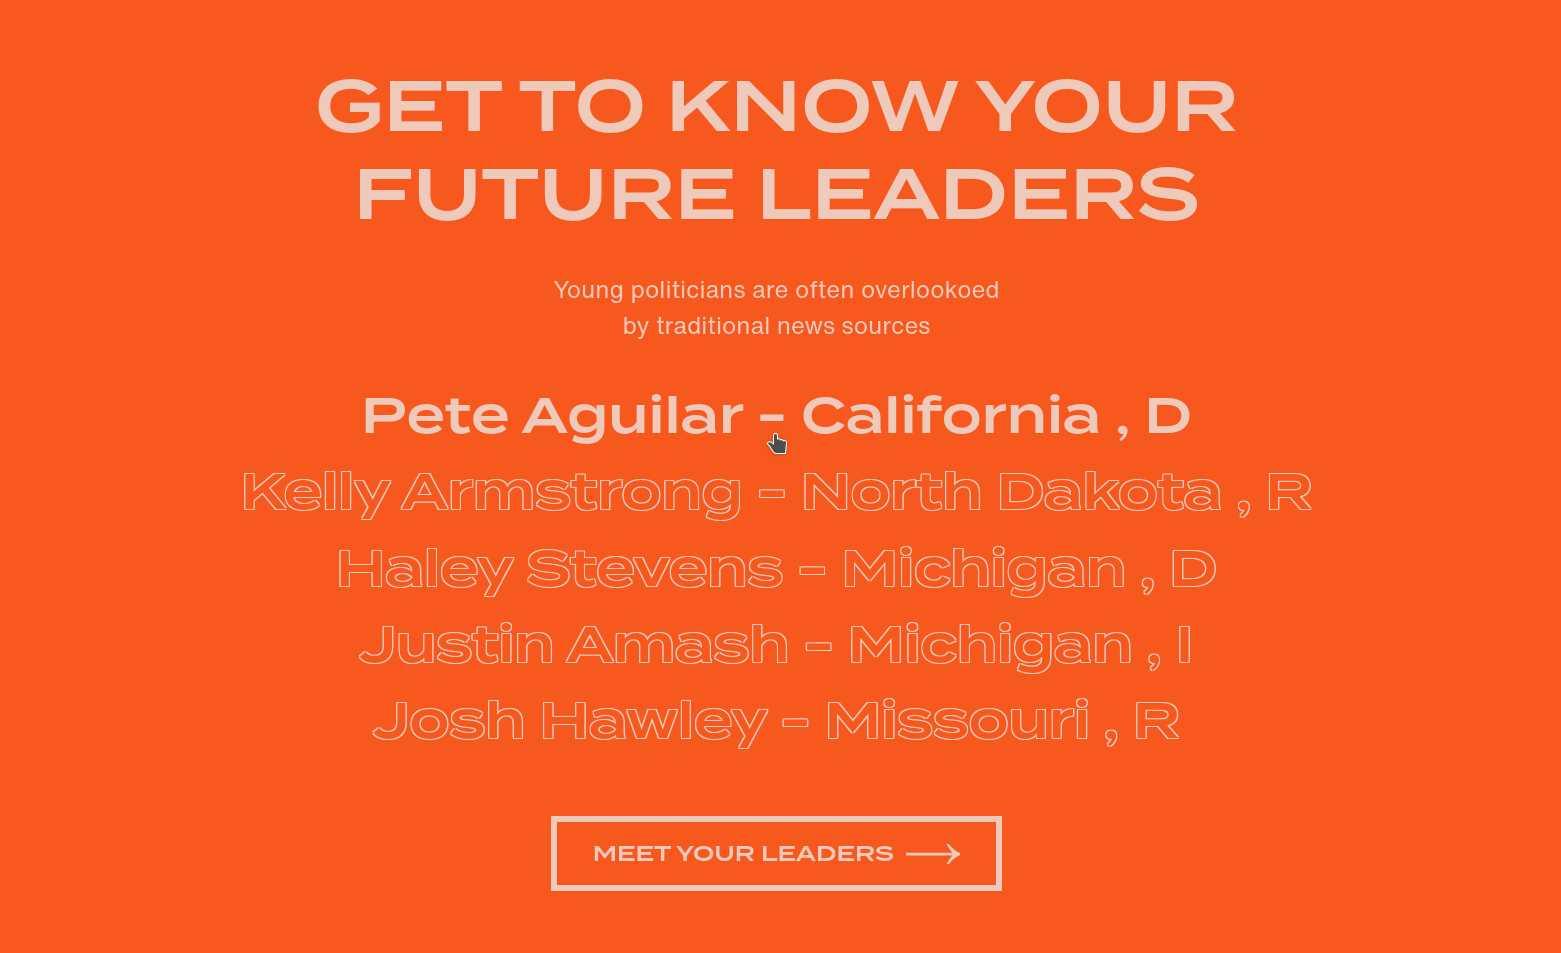 GET TO KNOW YOUR
FUTURE LEADERS
Young politicians are often overlookoed
by traditional news sources
Pete Aguilar - California , D
Kelly Armstrong - North Dakota , R
Haley Stevens - Michigan , D
Justin Amash - Michigan , I
Josh Hawley - Missouri , R
MEET YOUR LEADERS